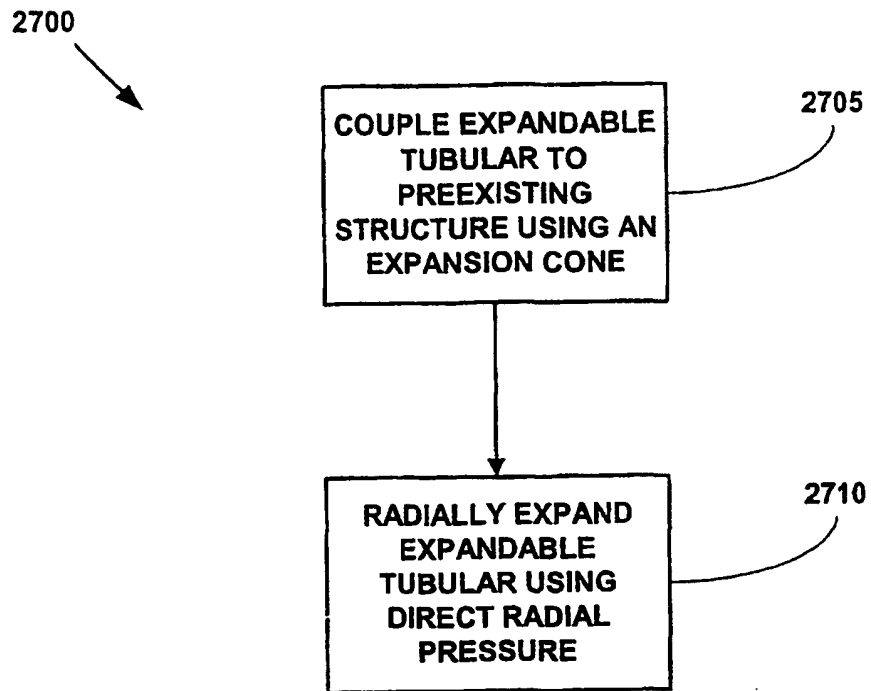 2700
COUPLE EXPANDABLE
TUBULAR TO
PREEXISTING
STRUCTURE USING AN
EXPANSION CONE
2705
RADIALLY EXPAND
EXPANDABLE
TUBULAR USING
DIRECT RADIAL
PRESSURE
2710